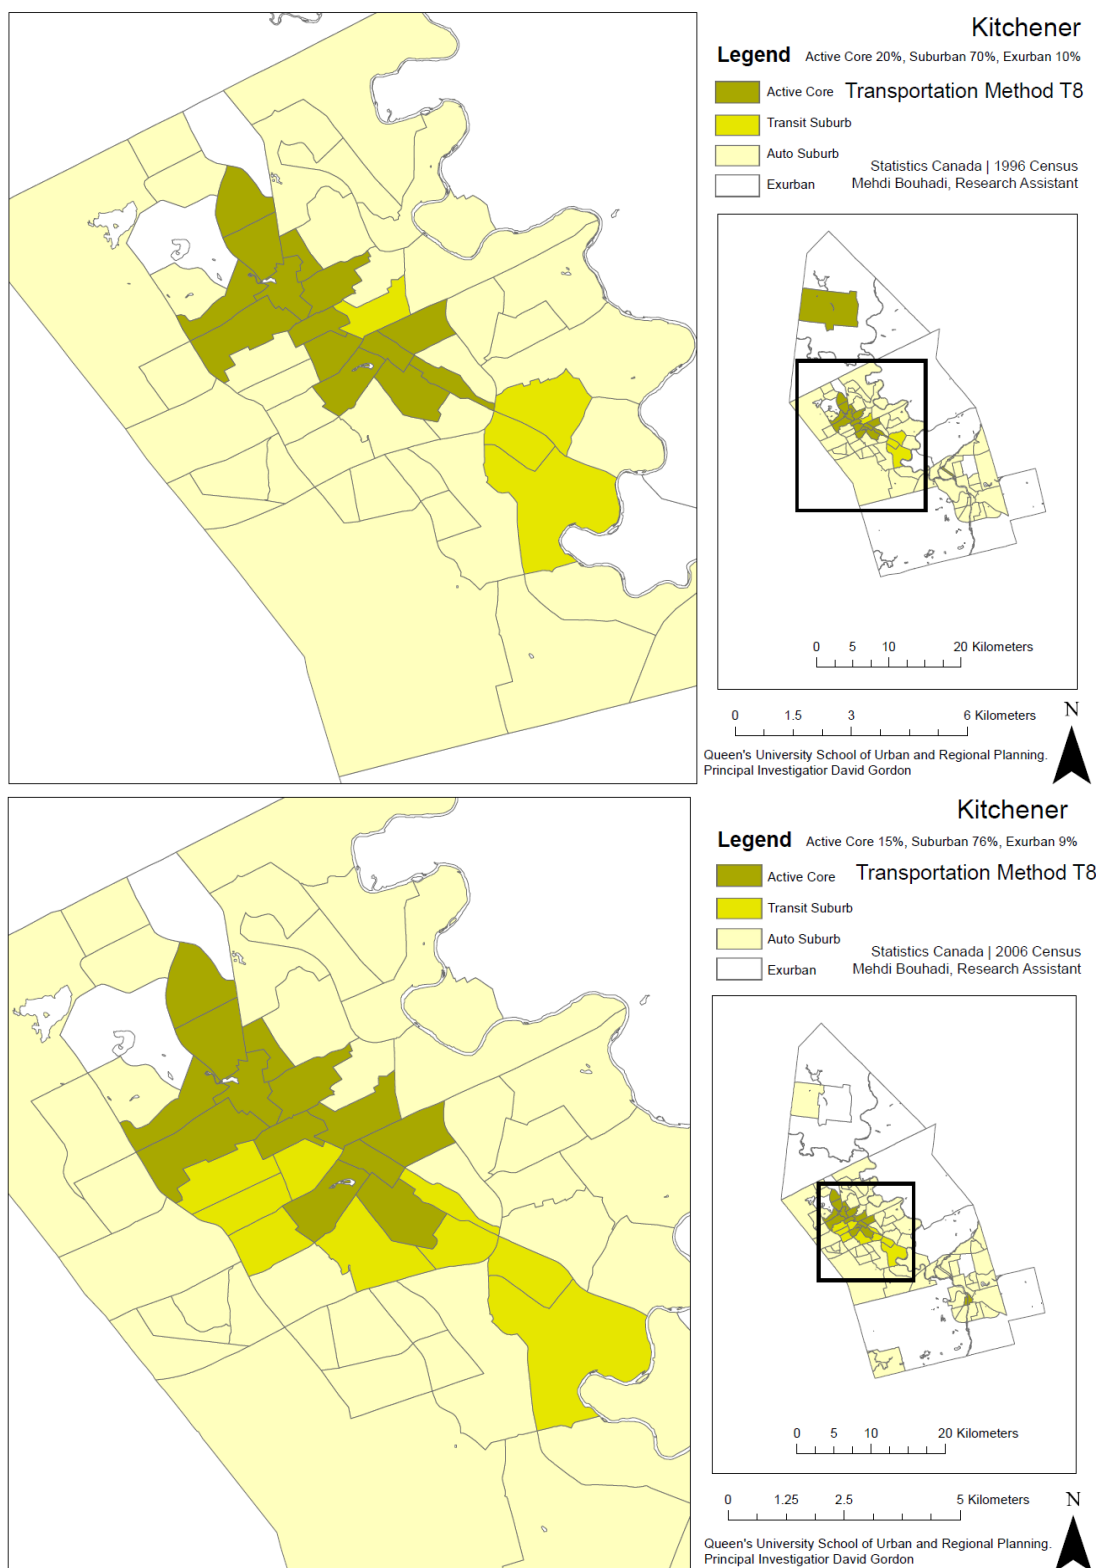 Kitchener
Legend Active Core 20%, Suburban 70%, Exurban 10%
Active Core Transportation Method T8
Transit Suburb
Auto Suburb
Statistics Canada | 1996 Census
Exurban Mehdi Bouhadi, Research Assistant
0 5 10 20 Kilometers
0 1.5 3 6 Kilometers
N
Queen's University School of Urban and Regional Planning.
Principal Investigatior David Gordon
Kitchener
Legend Active Core 15%, Suburban 76%, Exurban 9%
Active Core Transportation Method T8
Transit Suburb
Auto Suburb
Statistics Canada | 2006 Census
Exurban Mehdi Bouhadi, Research Assistant
0 5 10 20 Kilometers
0 1.25 2.5 5 Kilometers
N
Queen's University School of Urban and Regional Planning.
Principal Investigatior David Gordon